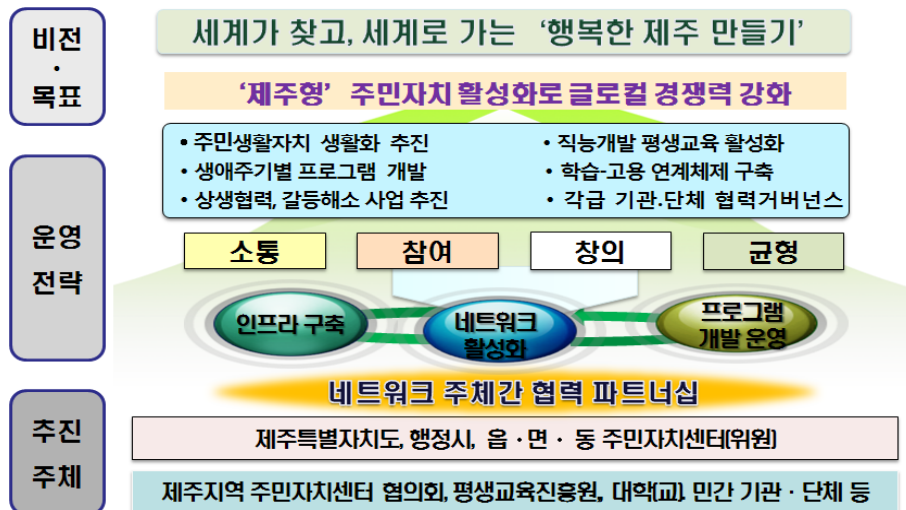 비전
·
목표
세계가 찾고, 세계로 가는 ‘행복한 제주 만들기’
‘제주형’ 주민자치 활성화로 글로컬 경쟁력 강화
운영
전략
• 주민생활자치 생활화 추진
• 생애주기별 프로그램 개발
• 상생협력, 갈등해소 사업 추진
• 직능개발 평생교육 활성화
• 학습-고용 연계체제 구축
• 각급 기관.단체 협력거버넌스
소통
참여
창의
균형
인프라 구축
네트워크
활성화
프로그램
개발 운영
네트워크 주체간 협력 파트너십
추진
주체
제주특별자치도, 행정시, 읍·면·동 주민자치센터(위원)
제주지역 주민자치센터 협의회, 평생교육진흥원, 대학(교). 민간 기관·단체 등